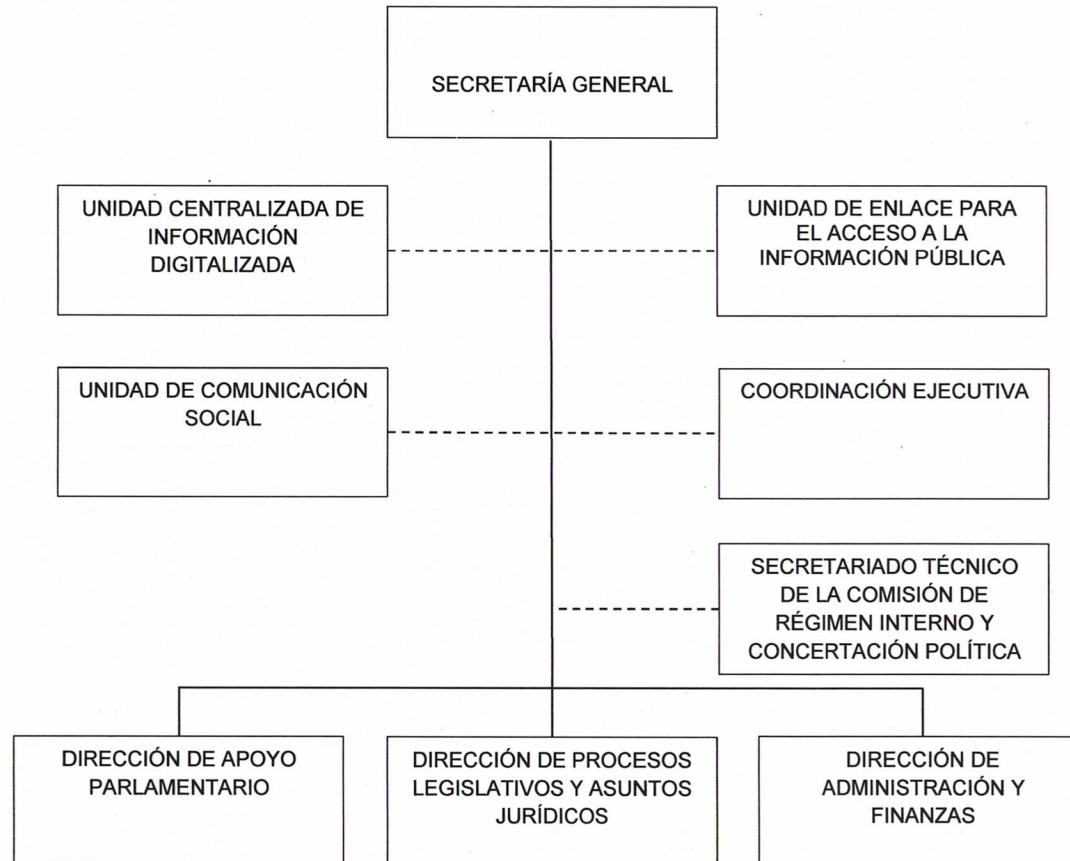 SECRETARÍA GENERAL
UNIDAD CENTRALIZADA DE
INFORMACIÓN
DIGITALIZADA
UNIDAD DE ENLACE PARA
EL ACCESO A LA
INFORMACIÓN PÚBLICA
UNIDAD DE COMUNICACIÓN
SOCIAL
COORDINACIÓN EJECUTIVA
SECRETARIADO TÉCNICO
DE LA COMISIÓN DE
RÉGIMEN INTERNO Y
CONCERTACIÓN POLÍTICA
DIRECCIÓN DE APOYO
PARLAMENTARIO
DIRECCIÓN DE PROCESOS
LEGISLATIVOS Y ASUNTOS
JURÍDICOS
DIRECCIÓN DE
ADMINISTRACIÓN Y
FINANZAS